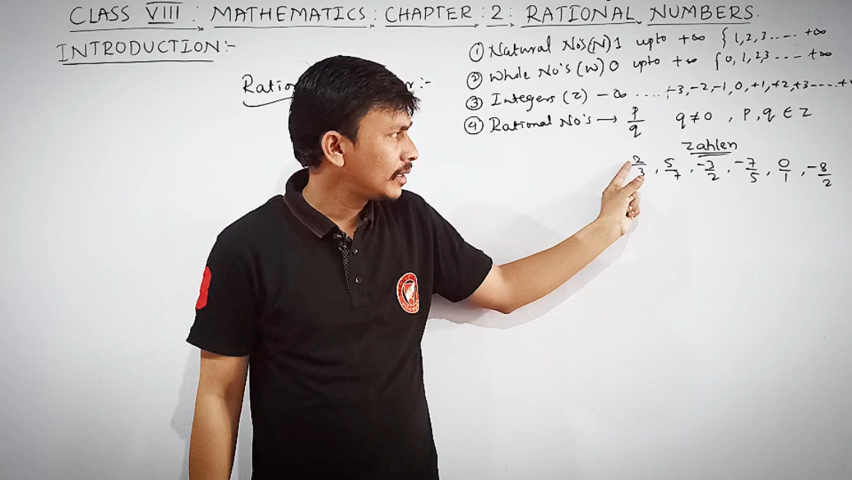 CLASS VIII : MATHEMATICS : CHAPTER : 2 : RATIONAL NUMBERS.
INTRODUCTION:-
① Natural No's(N) 1 upto +∞ {1,2,3..... +∞
② Whole No's (W) 0 upto +∞ {0,1,2,3..... +∞
③ Integers (Z) -∞ .....,-3,-2,-1,0,+1,+2,+3.....
④ Rational No's → p/q q≠0 , P,q ∈ Z
Zahlen
2/3, 5/7, -3/2, -7/5, 0/1, -8/2